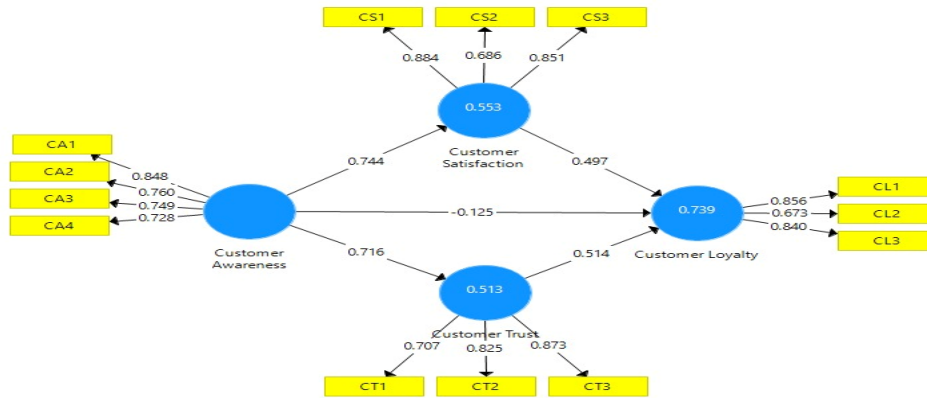 CS1
CS2
CS3
0.884
0.686
0.851
0.553
Customer
Satisfaction
CA1
CA2
CA3
CA4
0.848
0.760
0.749
0.728
Customer
Awareness
0.744
0.497
-0.125
0.716
0.514
0.739
Customer Loyalty
0.856
0.673
0.840
CL1
CL2
CL3
0.513
Customer Trust
0.707
0.825
0.873
CT1
CT2
CT3